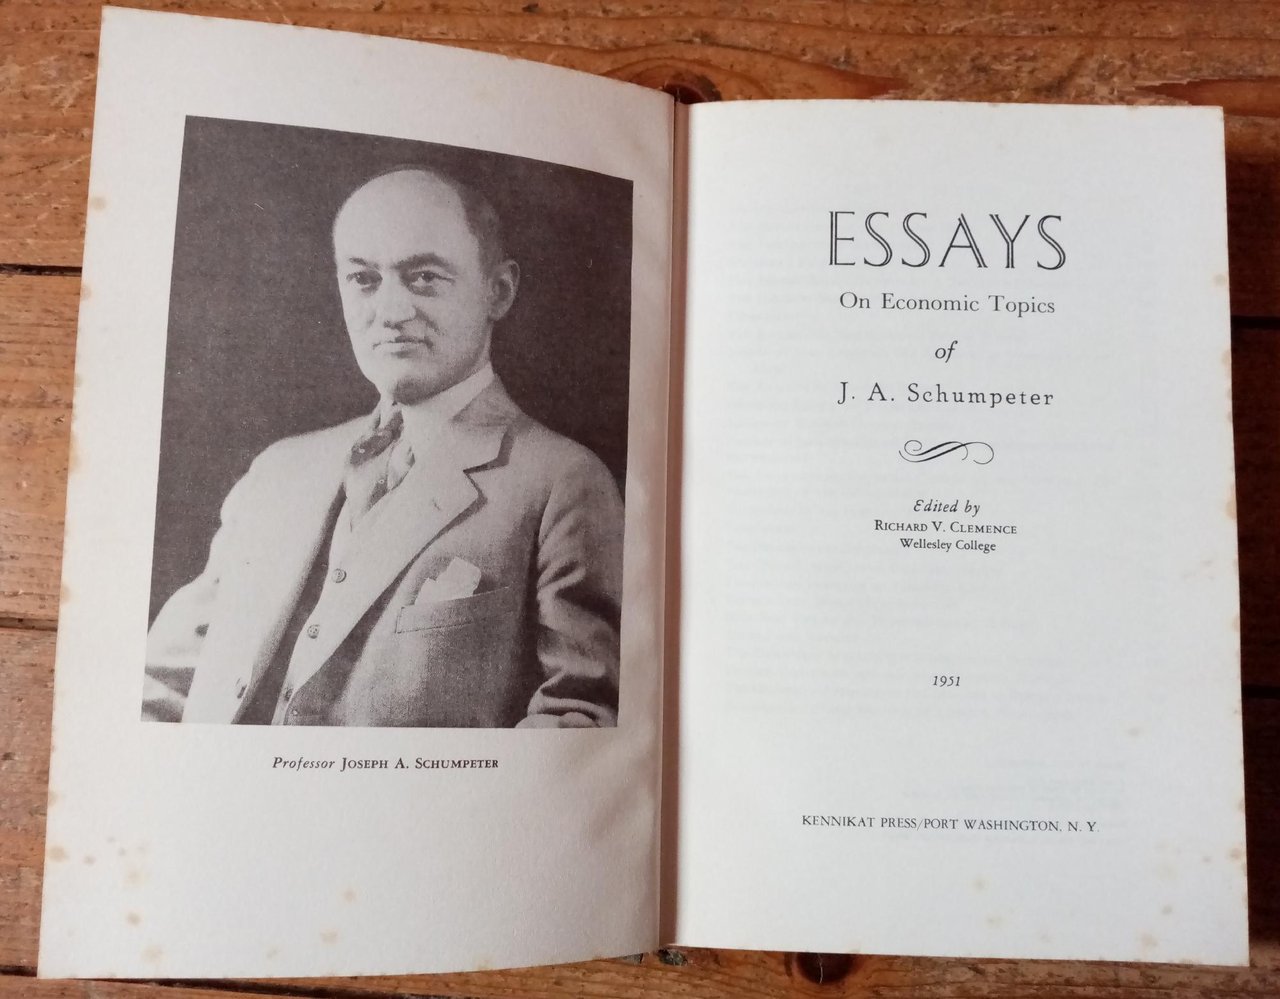 Professor JOSEPH A. SCHUMPETER
ESSAYS
On Economic Topics
of
J. A. Schumpeter
Edited by
RICHARD V. CLEMENCE
Wellesley College
1951
KENNIKAT PRESS/PORT WASHINGTON, N. Y.